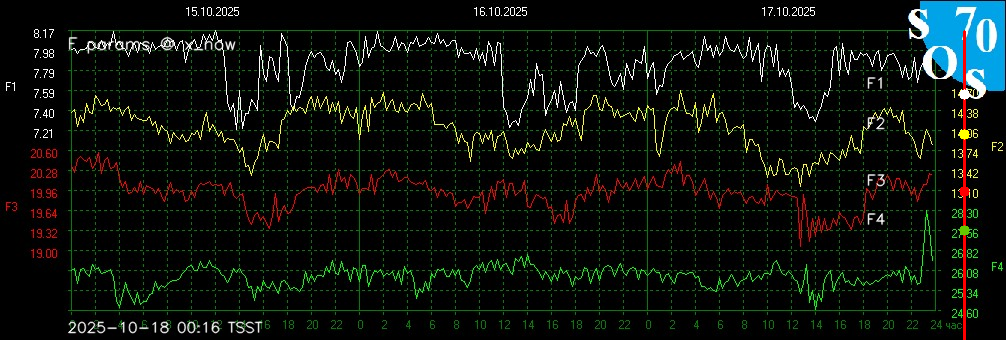 15.10.2025 16.10.2025 17.10.2025
SOS70
F params @ x_now
8.17
7.98
7.79
7.59
7.40
7.21
F1
20.60
20.28
19.96
19.64
19.32
19.00
F3
F1
F2
F3
F4
14.38
13.74
13.42
F2
28.30
26.82
26.08
25.34
24.60
F4
2025-10-18 00:16 TSST
18 20 22 0 2 4 6 8 10 12 14 16 18 20 22 0 2 4 6 8 10 12 14 16 18 20 22 24 час